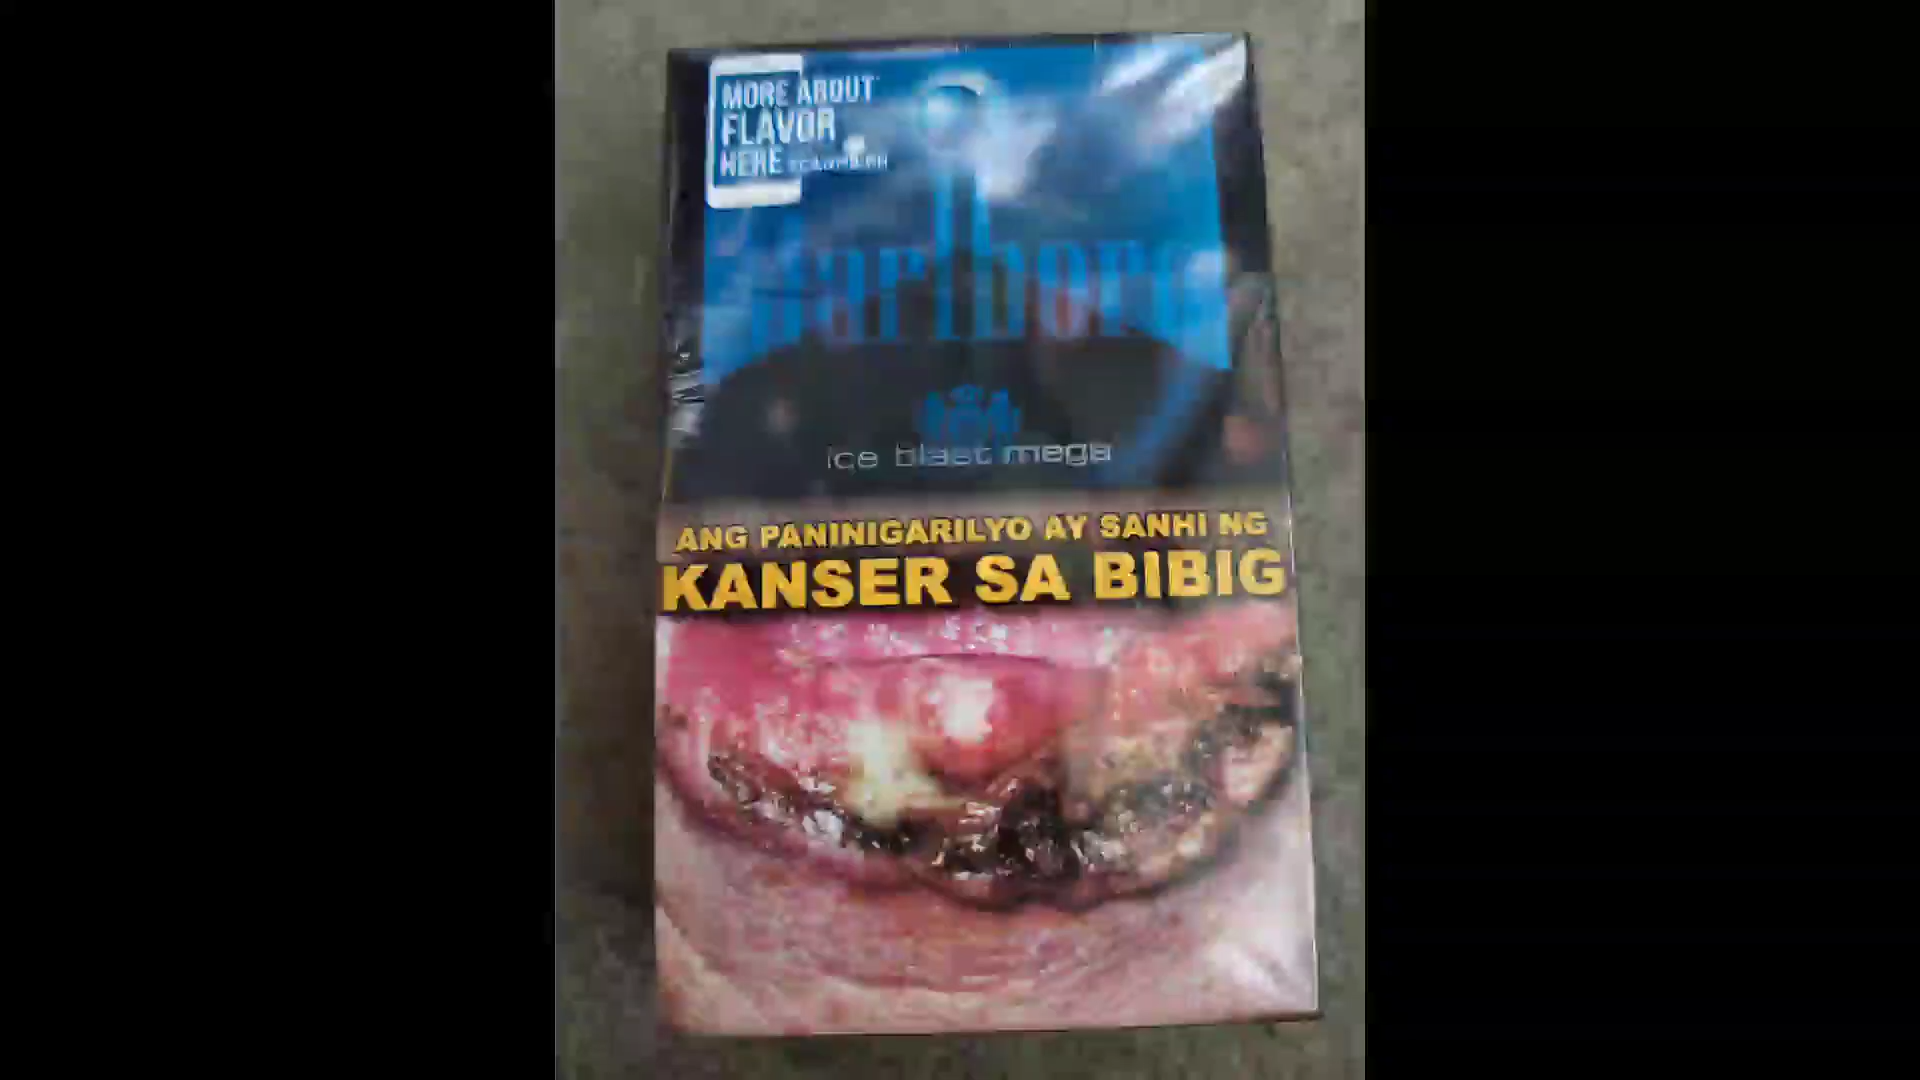 MORE ABOUT
FLAVOR
HERE
Marlboro
ice blast mega
ANG PANINIGARILYO AY SANHI NG
KANSER SA BIBIG